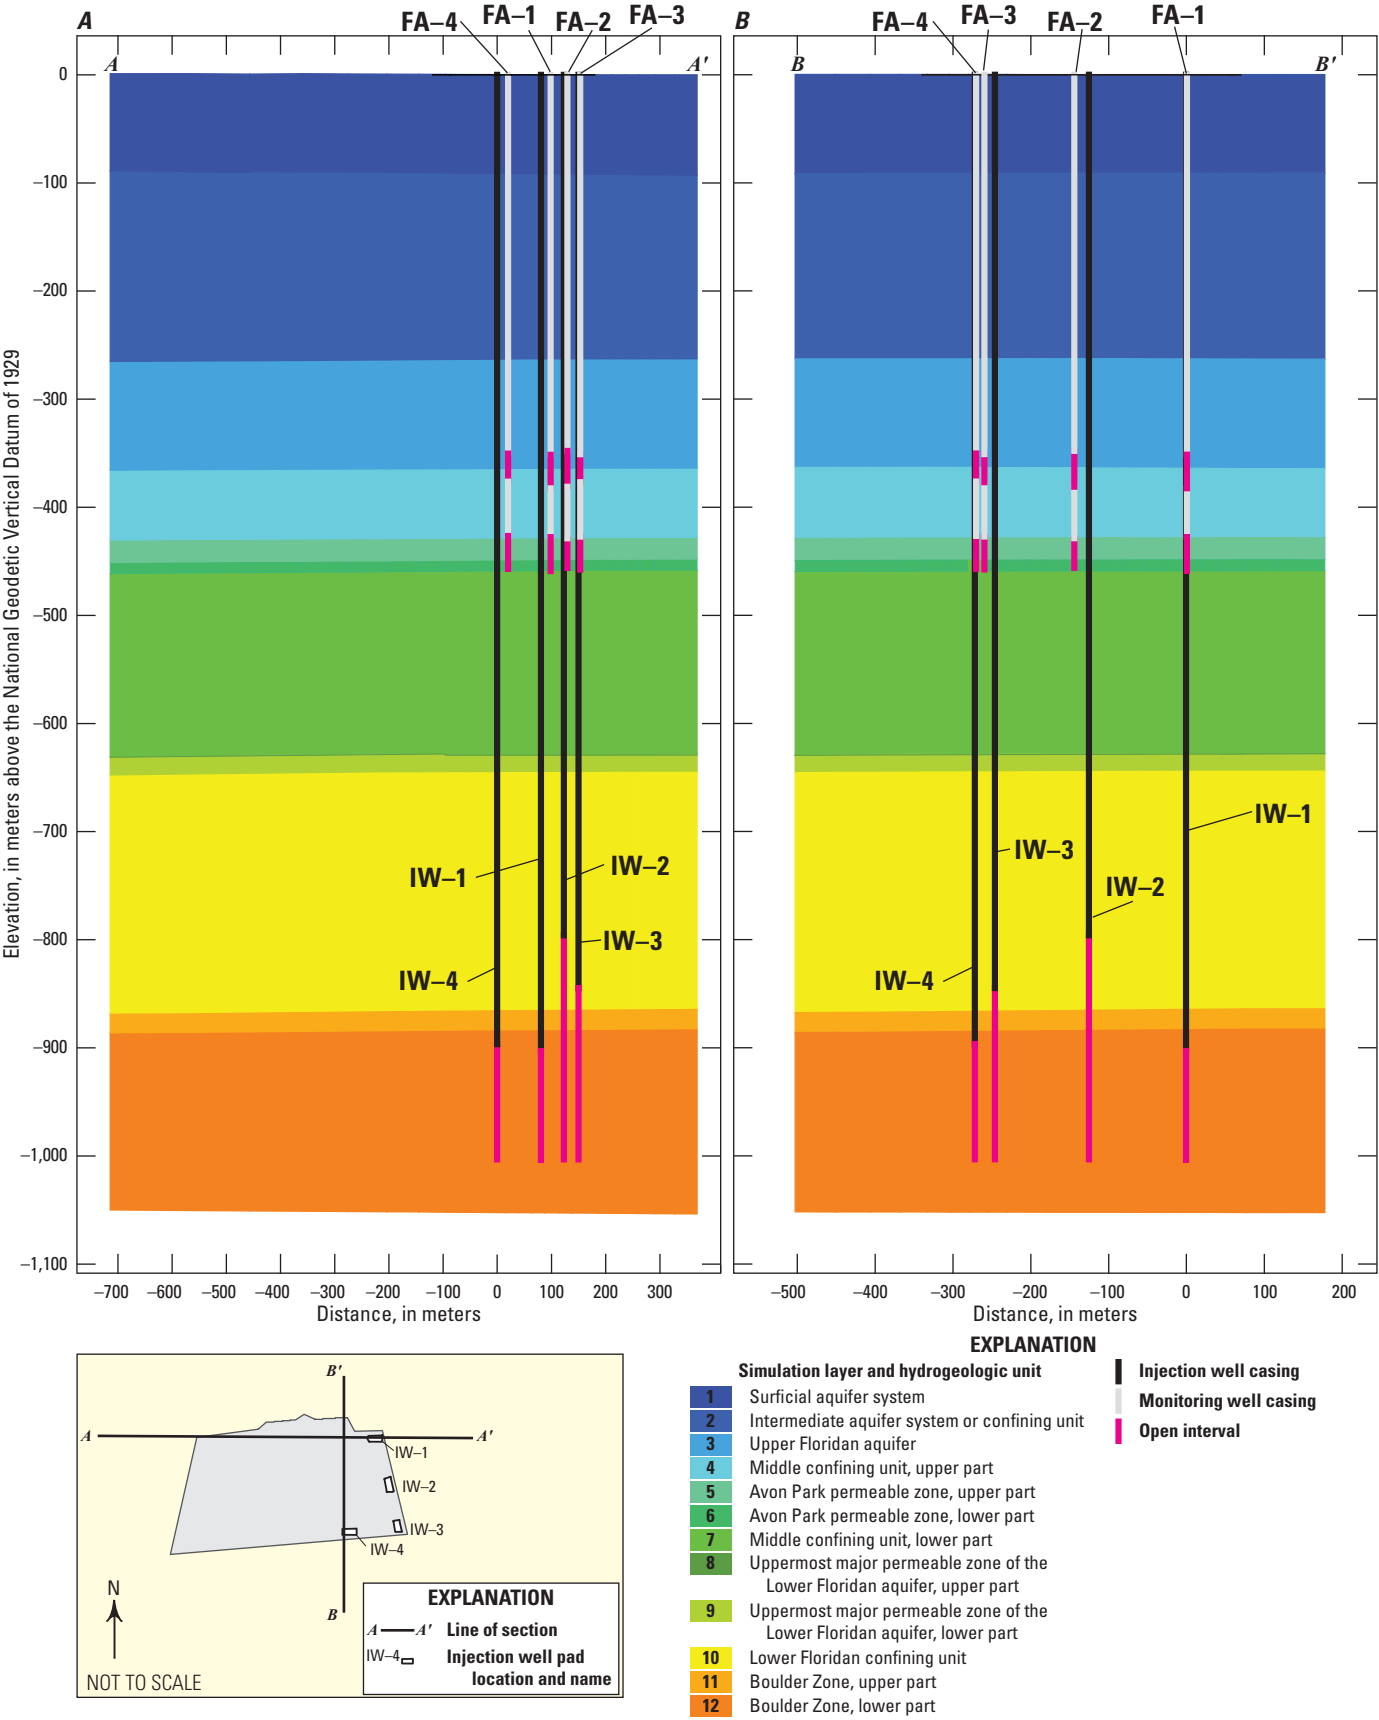 A
FA–4
FA–1
FA–2
FA–3
B
FA–4
FA–3
FA–2
FA–1
A
A′
B
B′
0
–100
–200
–300
–400
–500
–600
–700
–800
–900
–1,000
–1,100
Elevation, in meters above the National Geodetic Vertical Datum of 1929
IW–1
IW–2
IW–3
IW–4
IW–1
IW–3
IW–2
IW–4
–700 –600 –500 –400 –300 –200 –100 0 100 200 300
Distance, in meters
–500 –400 –300 –200 –100 0 100 200
Distance, in meters
B′
A
A′
IW–1
IW–2
IW–3
IW–4
B
N
NOT TO SCALE
EXPLANATION
A A′ Line of section
IW–4 Injection well pad
location and name
EXPLANATION
Simulation layer and hydrogeologic unit
1 Surficial aquifer system
2 Intermediate aquifer system or confining unit
3 Upper Floridan aquifer
4 Middle confining unit, upper part
5 Avon Park permeable zone, upper part
6 Avon Park permeable zone, lower part
7 Middle confining unit, lower part
8 Uppermost major permeable zone of the
Lower Floridan aquifer, upper part
9 Uppermost major permeable zone of the
Lower Floridan aquifer, lower part
10 Lower Floridan confining unit
11 Boulder Zone, upper part
12 Boulder Zone, lower part
Injection well casing
Monitoring well casing
Open interval